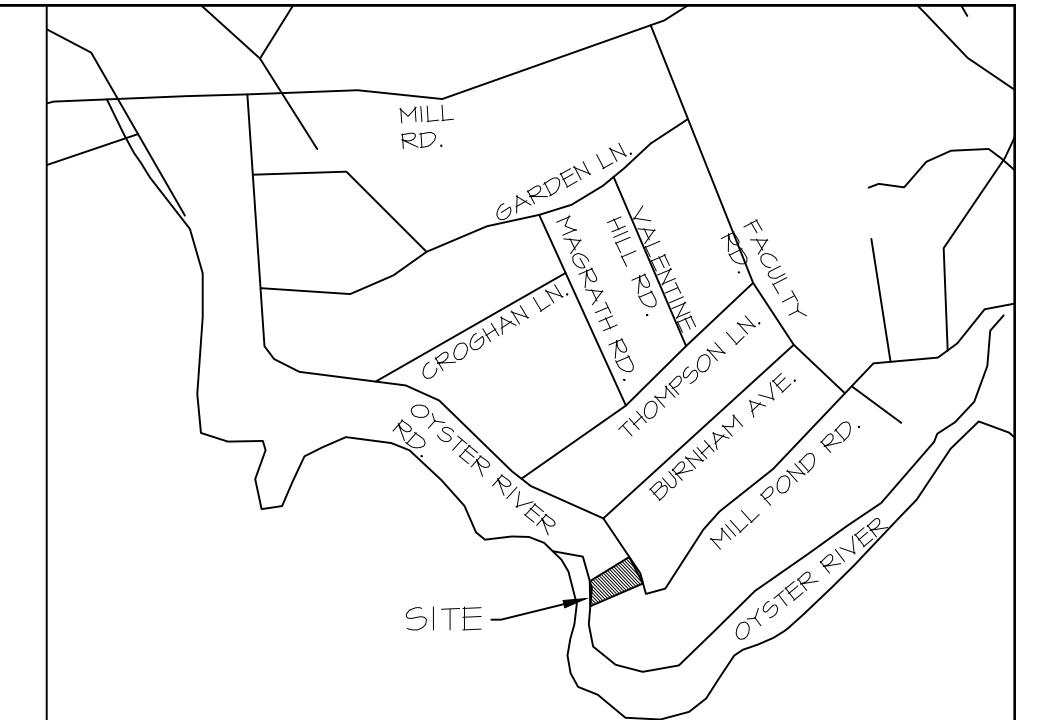 MILL
RD.
GARDEN LN.
FACULTY
RD.
VALENTINE
HILL RD.
MAGRATH RD.
CROGHAN LN.
THOMPSON LN.
BURNHAM AVE.
OYSTER RIVER
RD.
MILL POND RD.
OYSTER RIVER
SITE